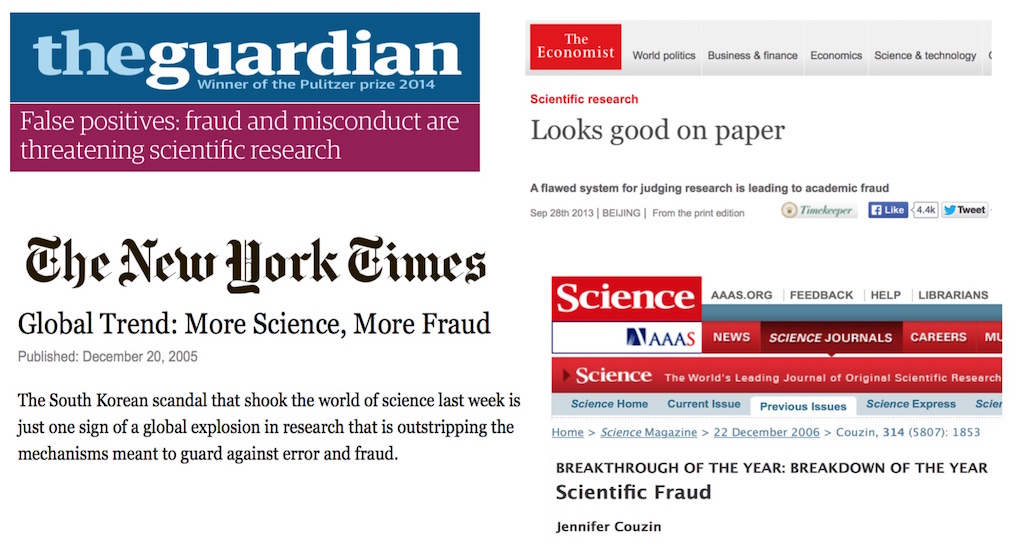 theguardian
Winner of the Pulitzer prize 2014
False positives: fraud and misconduct are
threatening scientific research
The New York Times
Global Trend: More Science, More Fraud
Published: December 20, 2005
The South Korean scandal that shook the world of science last week is
just one sign of a global explosion in research that is outstripping the
mechanisms meant to guard against error and fraud.
The
Economist
World politics Business & finance Economics Science & technology
Scientific research
Looks good on paper
A flawed system for judging research is leading to academic fraud
Sep 28th 2013 | BEIJING | From the print edition
Timekeeper Like 4.4k Tweet
Science AAAS.ORG FEEDBACK HELP LIBRARIANS
AAAS NEWS SCIENCE JOURNALS CAREERS MU
Science The World's Leading Journal of Original Scientific Research
Science Home Current Issue Previous Issues Science Express Scier
Home > Science Magazine > 22 December 2006 > Couzin, 314 (5807): 1853
BREAKTHROUGH OF THE YEAR: BREAKDOWN OF THE YEAR
Scientific Fraud
Jennifer Couzin